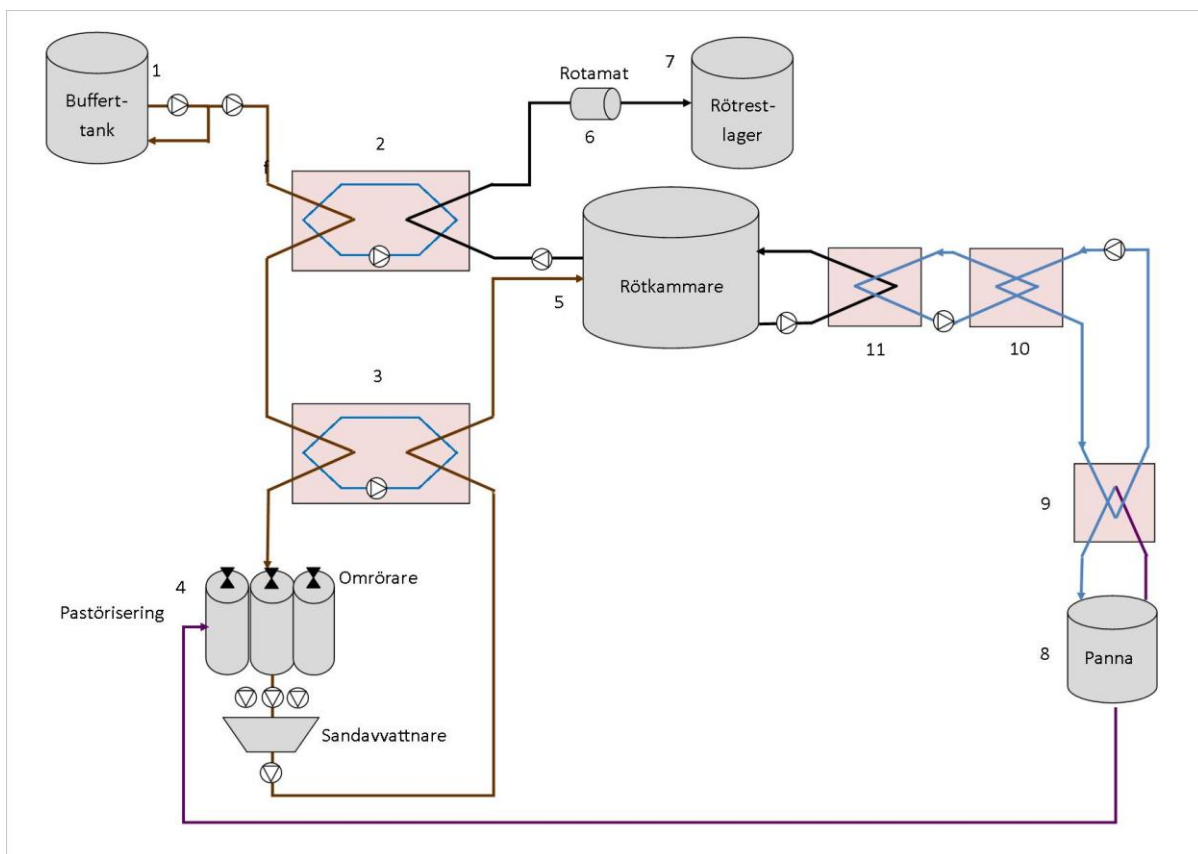 1
Buffert-
tank
f
2
Rotamat
6
7
Rötrest-
lager
5
Rötkammare
11
10
3
9
4
Pastörisering
Omrörare
8
Panna
Sandavvattnare